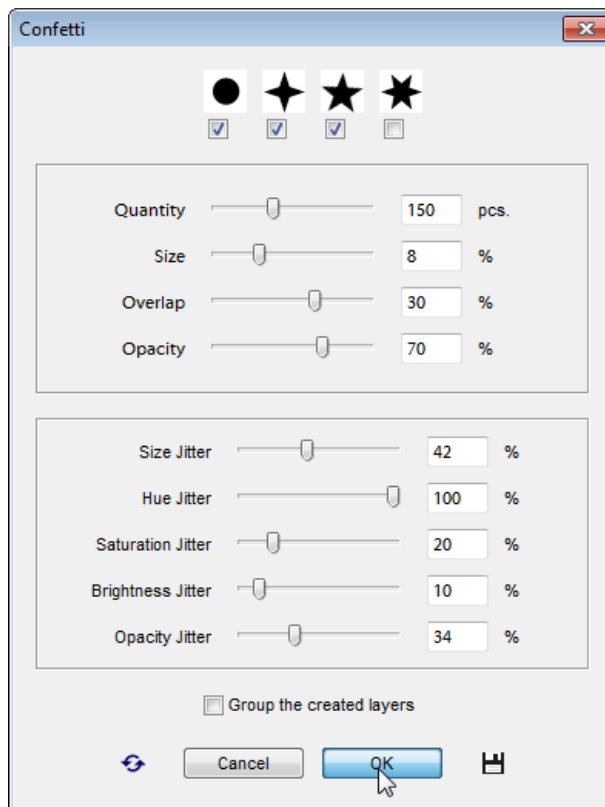 Confetti
Quantity 150 pcs.
Size 8 %
Overlap 30 %
Opacity 70 %
Size Jitter 42 %
Hue Jitter 100 %
Saturation Jitter 20 %
Brightness Jitter 10 %
Opacity Jitter 34 %
Group the created layers
Cancel OK